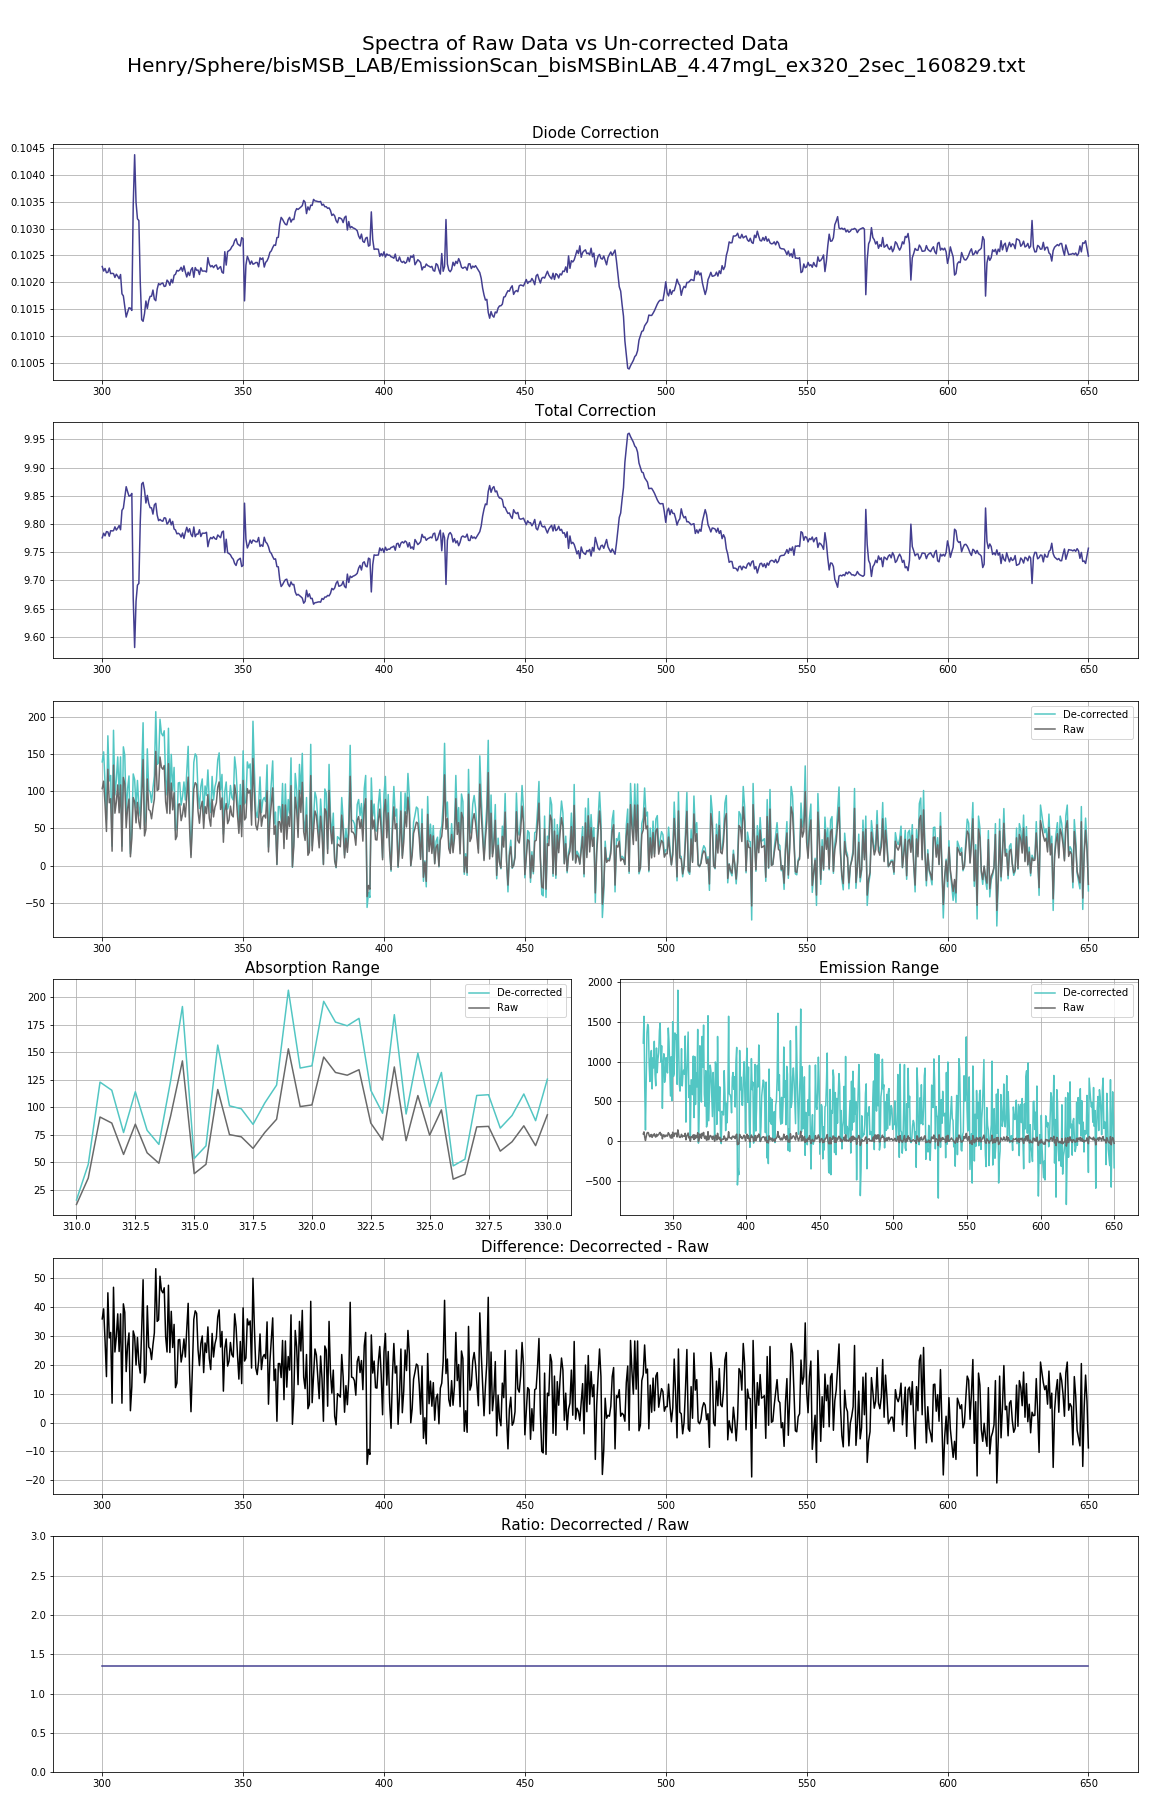 Spectra of Raw Data vs Un-corrected Data
Henry/Sphere/bisMSB_LAB/EmissionScan_bisMSBinLAB_4.47mgL_ex320_2sec_160829.txt
Diode Correction
0.1045
0.1040
0.1035
0.1030
0.1025
0.1020
0.1015
0.1010
0.1005
300 350 400 450 500 550 600 650
Total Correction
9.95
9.90
9.85
9.80
9.75
9.70
9.65
9.60
300 350 400 450 500 550 600 650
De-corrected
Raw
200
150
100
50
0
−50
300 350 400 450 500 550 600 650
Absorption Range
De-corrected
Raw
200
175
150
125
100
75
50
25
310.0 312.5 315.0 317.5 320.0 322.5 325.0 327.5 330.0
Emission Range
De-corrected
Raw
2000
1500
1000
500
0
−500
350 400 450 500 550 600 650
Difference: Decorrected - Raw
50
40
30
20
10
0
−10
−20
300 350 400 450 500 550 600 650
Ratio: Decorrected / Raw
3.0
2.5
2.0
1.5
1.0
0.5
0.0
300 350 400 450 500 550 600 650